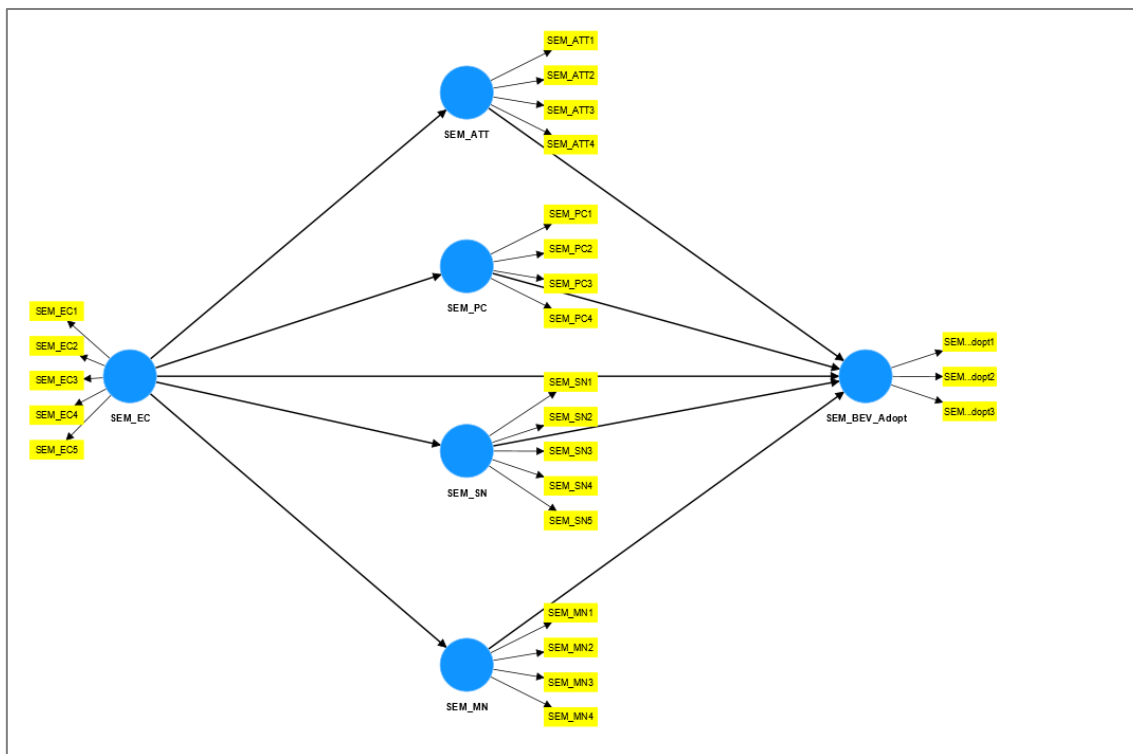 SEM_ATT1
SEM_ATT2
SEM_ATT3
SEM_ATT4
SEM_ATT
SEM_PC1
SEM_PC2
SEM_PC3
SEM_PC4
SEM_PC
SEM_EC1
SEM_EC2
SEM_EC3
SEM_EC4
SEM_EC5
SEM_EC
SEM_SN1
SEM_SN2
SEM_SN3
SEM_SN4
SEM_SN5
SEM_SN
SEM...dopt1
SEM...dopt2
SEM...dopt3
SEM_BEV_Adopt
SEM_MN1
SEM_MN2
SEM_MN3
SEM_MN4
SEM_MN